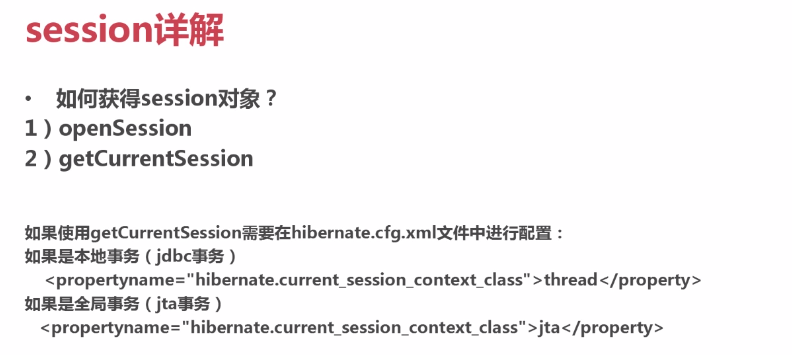 session详解
• 如何获得session对象？
1）openSession
2）getCurrentSession
如果使用getCurrentSession需要在hibernate.cfg.xml文件中进行配置：
如果是本地事务（jdbc事务）
<propertyname="hibernate.current_session_context_class">thread</property>
如果是全局事务（jta事务）
<propertyname="hibernate.current_session_context_class">jta</property>